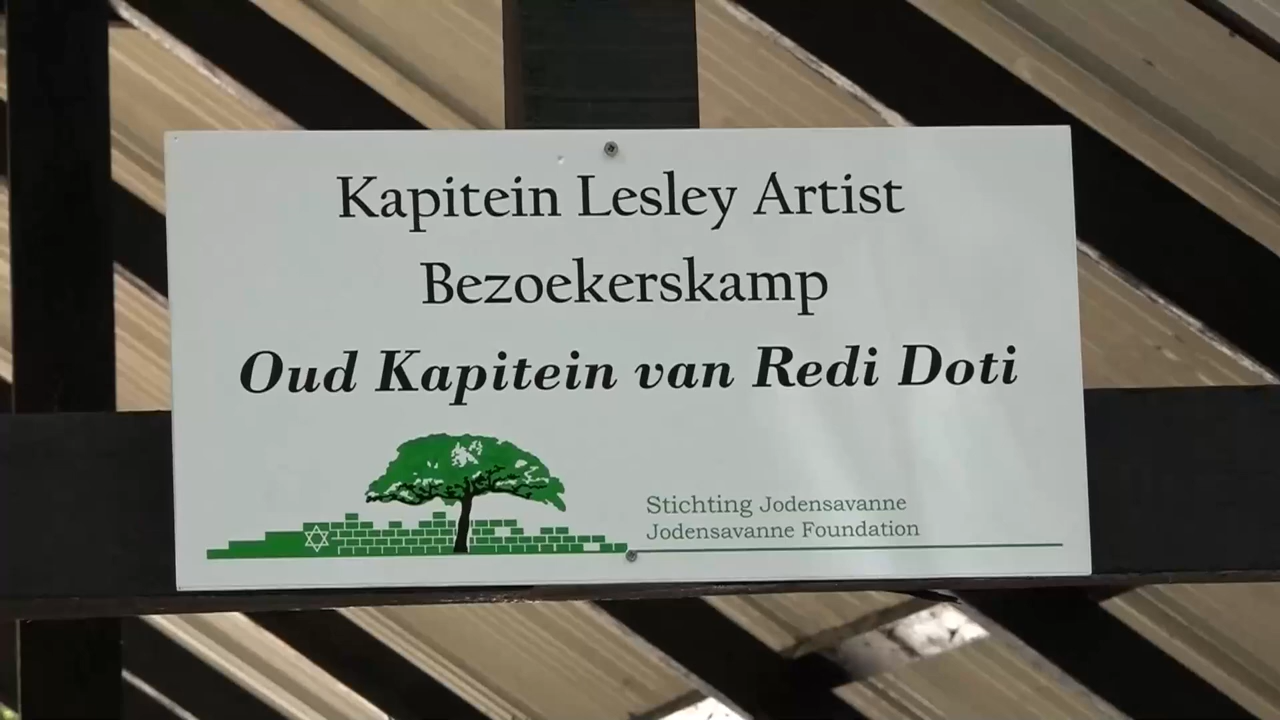 Kapitein Lesley Artist
Bezoekerskamp
Oud Kapitein van Redi Doti
Stichting Jodensavanne
Jodensavanne Foundation